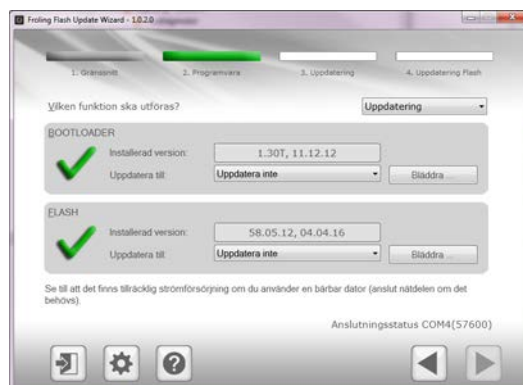 Froling Flash Update Wizard - 1.0.2.0
1. Gränssnitt
2. Programvara
3. Uppdatering
4. Uppdatering Flash
Vilken funktion ska utföras?
Uppdatering
BOOTLOADER
Installerad version:
1.30T, 11.12.12
Uppdatera till:
Uppdatera inte
Bläddra ...
FLASH
Installerad version:
58.05.12, 04.04.16
Uppdatera till:
Uppdatera inte
Bläddra ...
Se till att det finns tillräcklig strömförsörjning om du använder en bärbar dator (anslut nätdelen om det
behövs).
Anslutningsstatus COM4(57600)